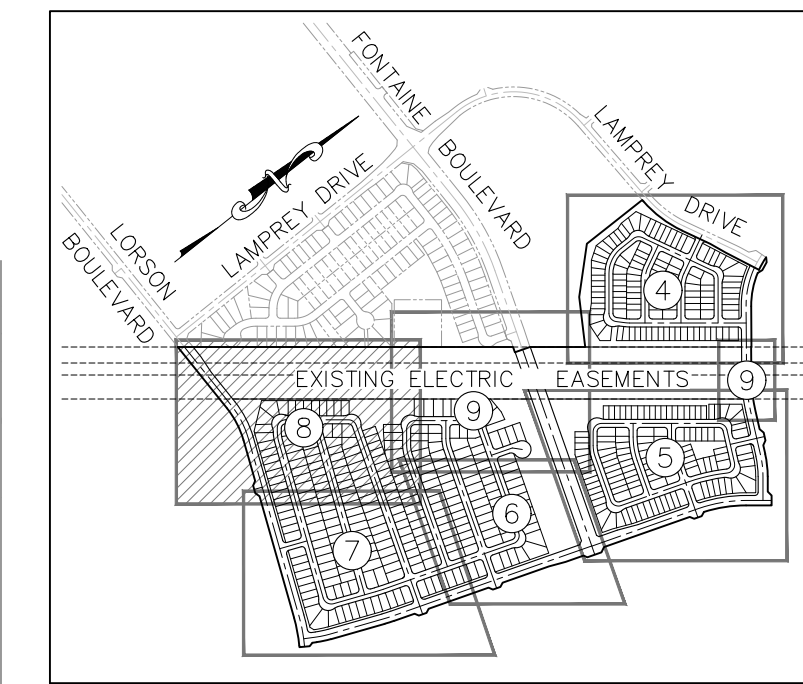 FONTAINE
BOULEVARD
LAMPREY
DRIVE
LAMPREY DRIVE
LORSON
BOULEVARD
N
4
EXISTING ELECTRIC EASEMENTS
9
8
9
5
6
7